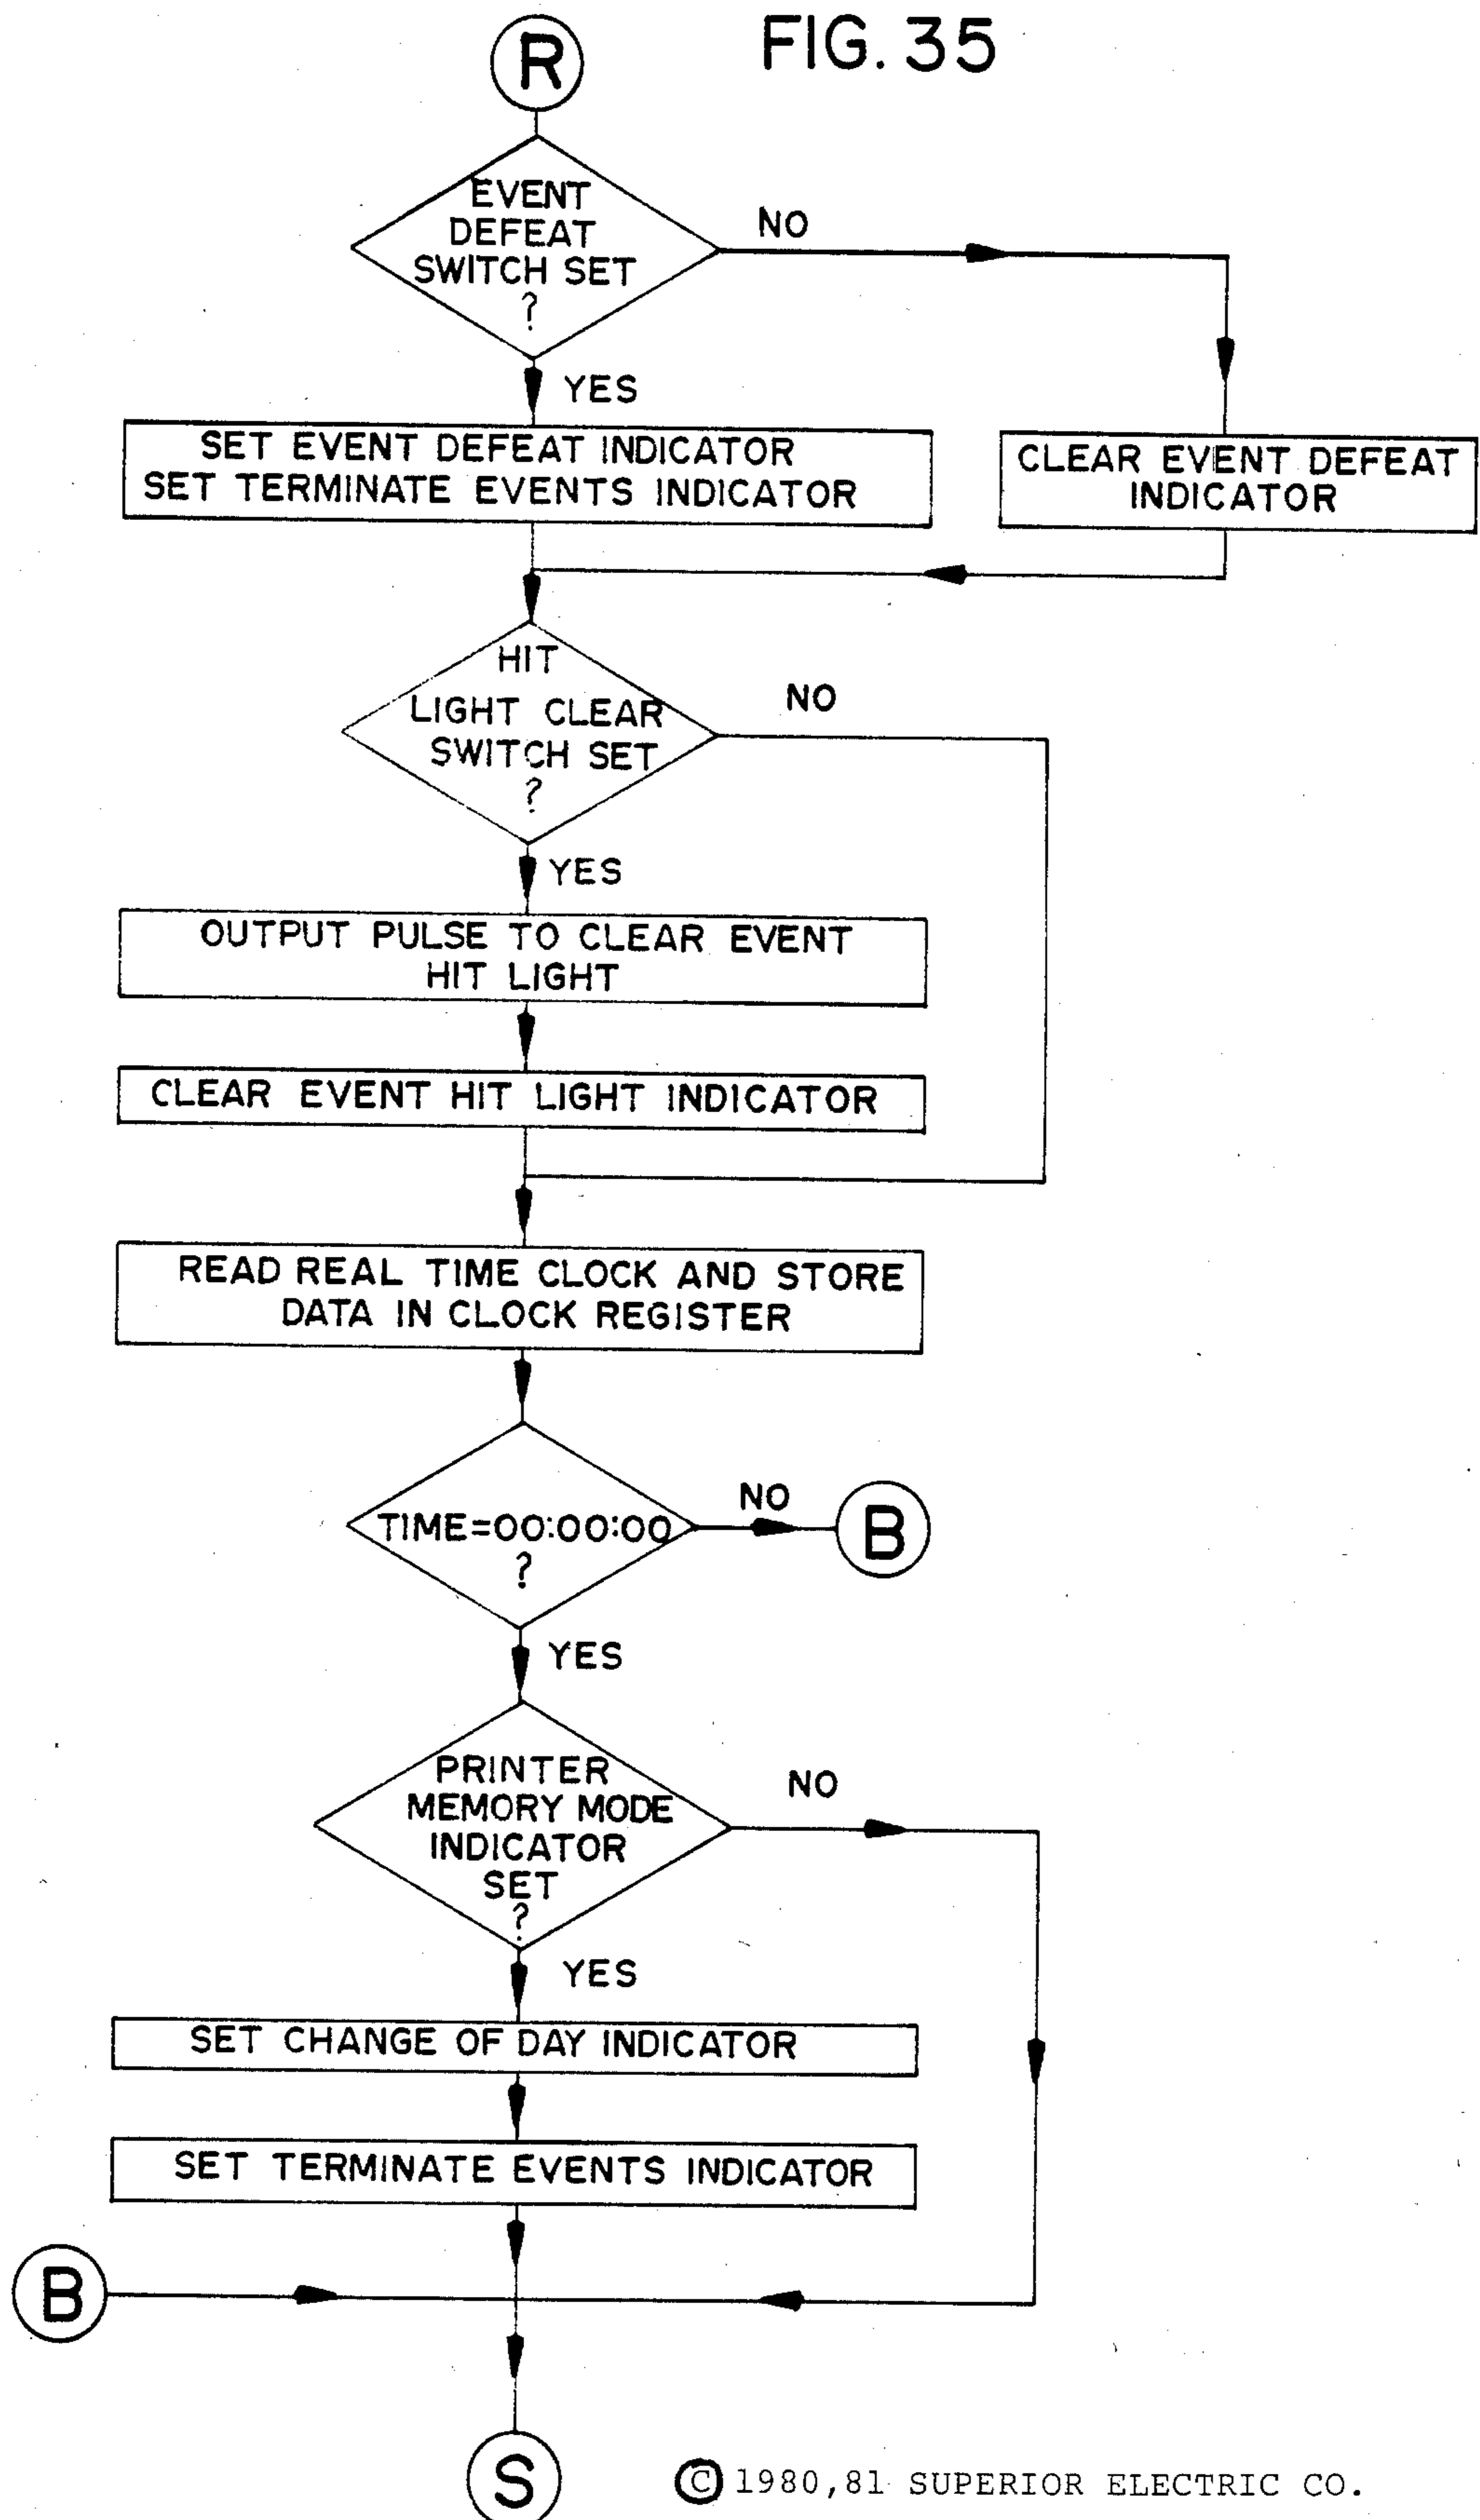 R
FIG. 35
EVENT
DEFEAT
SWITCH SET
?
NO
YES
SET EVENT DEFEAT INDICATOR
SET TERMINATE EVENTS INDICATOR
CLEAR EVENT DEFEAT
INDICATOR
HIT
LIGHT CLEAR
SWITCH SET
?
NO
YES
OUTPUT PULSE TO CLEAR EVENT
HIT LIGHT
CLEAR EVENT HIT LIGHT INDICATOR
READ REAL TIME CLOCK AND STORE
DATA IN CLOCK REGISTER
TIME=00:00:00
?
NO
B
YES
PRINTER
MEMORY MODE
INDICATOR
SET
?
NO
YES
SET CHANGE OF DAY INDICATOR
SET TERMINATE EVENTS INDICATOR
B
S
© 1980,81 SUPERIOR ELECTRIC CO.